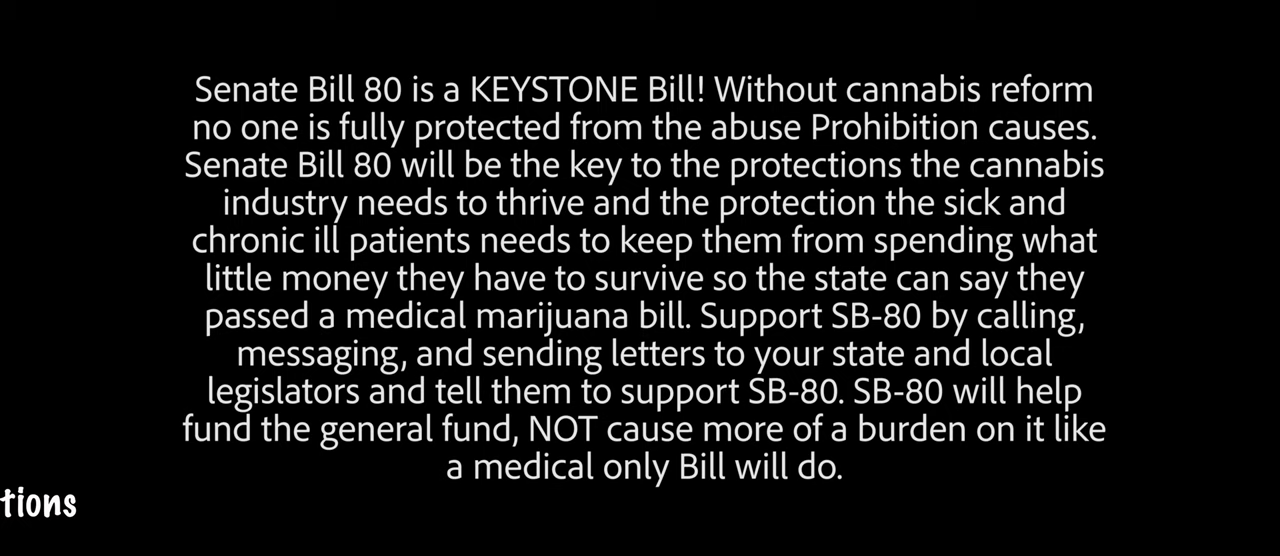 Senate Bill 80 is a KEYSTONE Bill! Without cannabis reform
no one is fully protected from the abuse Prohibition causes.
Senate Bill 80 will be the key to the protections the cannabis
industry needs to thrive and the protection the sick and
chronic ill patients needs to keep them from spending what
little money they have to survive so the state can say they
passed a medical marijuana bill. Support SB-80 by calling,
messaging, and sending letters to your state and local
legislators and tell them to support SB-80. SB-80 will help
fund the general fund, NOT cause more of a burden on it like
a medical only Bill will do.
tions